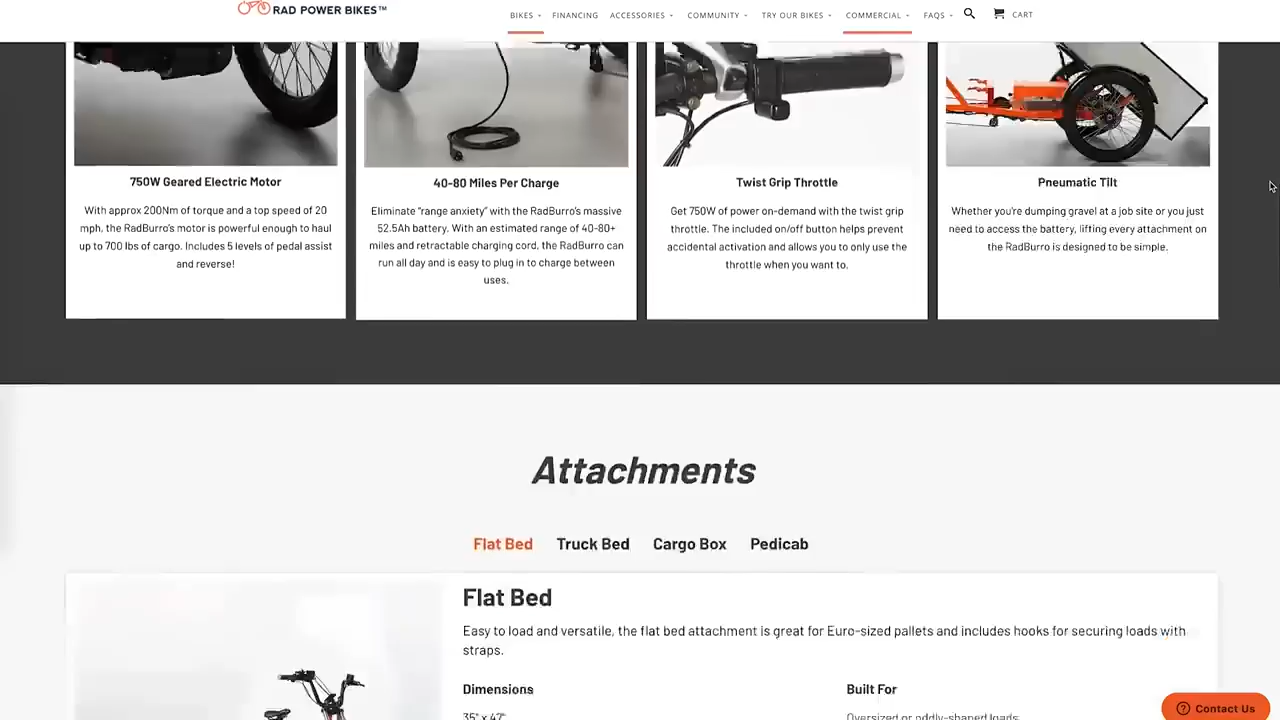 RAD POWER BIKES™
BIKES FINANCING ACCESSORIES COMMUNITY TRY OUR BIKES COMMERCIAL FAQS CART
750W Geared Electric Motor
With approx 200Nm of torque and a top speed of 20
mph, the RadBurro's motor is powerful enough to haul
up to 700 lbs of cargo. Includes 5 levels of pedal assist
and reverse!
40-80 Miles Per Charge
Eliminate "range anxiety" with the RadBurro's massive
52.5Ah battery. With an estimated range of 40-80+
miles and retractable charging cord, the RadBurro can
run all day and is easy to plug in to charge between
uses.
Twist Grip Throttle
Get 750W of power on-demand with the twist grip
throttle. The included on/off button helps prevent
accidental activation and allows you to only use the
throttle when you want to.
Pneumatic Tilt
Whether you're dumping gravel at a job site or you just
need to access the battery, lifting every attachment on
the RadBurro is designed to be simple.
Attachments
Flat Bed Truck Bed Cargo Box Pedicab
Flat Bed
Easy to load and versatile, the flat bed attachment is great for Euro-sized pallets and includes hooks for securing loads with
straps.
Dimensions
35" x 47"
Built For
Oversized or oddly-shaped loads
Contact Us